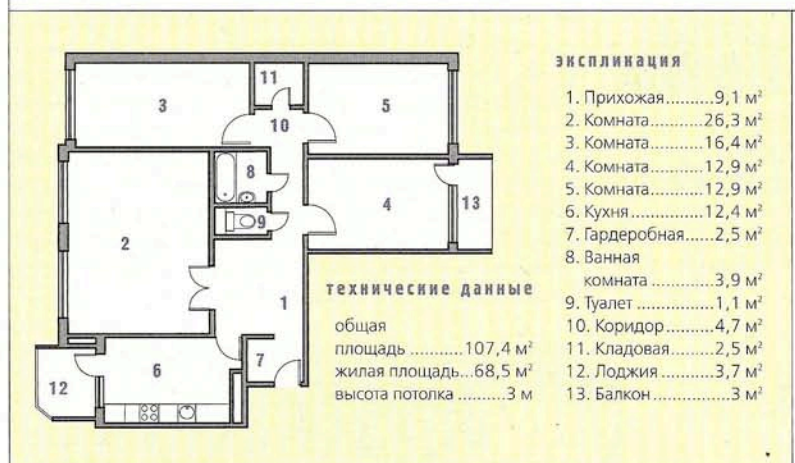 3
11
5
10
8
4
13
9
2
1
6
7
12
технические данные
общая
площадь ..........107,4 м²
жилая площадь...68,5 м²
высота потолка ..........3 м
экспликация
1. Прихожая..........9,1 м²
2. Комната...........26,3 м²
3. Комната...........16,4 м²
4. Комната...........12,9 м²
5. Комната...........12,9 м²
6. Кухня...............12,4 м²
7. Гардеробная.....2,5 м²
8. Ванная
комната ............3,9 м²
9. Туалет ..............1,1 м²
10. Коридор..........4,7 м²
11. Кладовая.........2,5 м²
12. Лоджия...........3,7 м²
13. Балкон...............3 м²